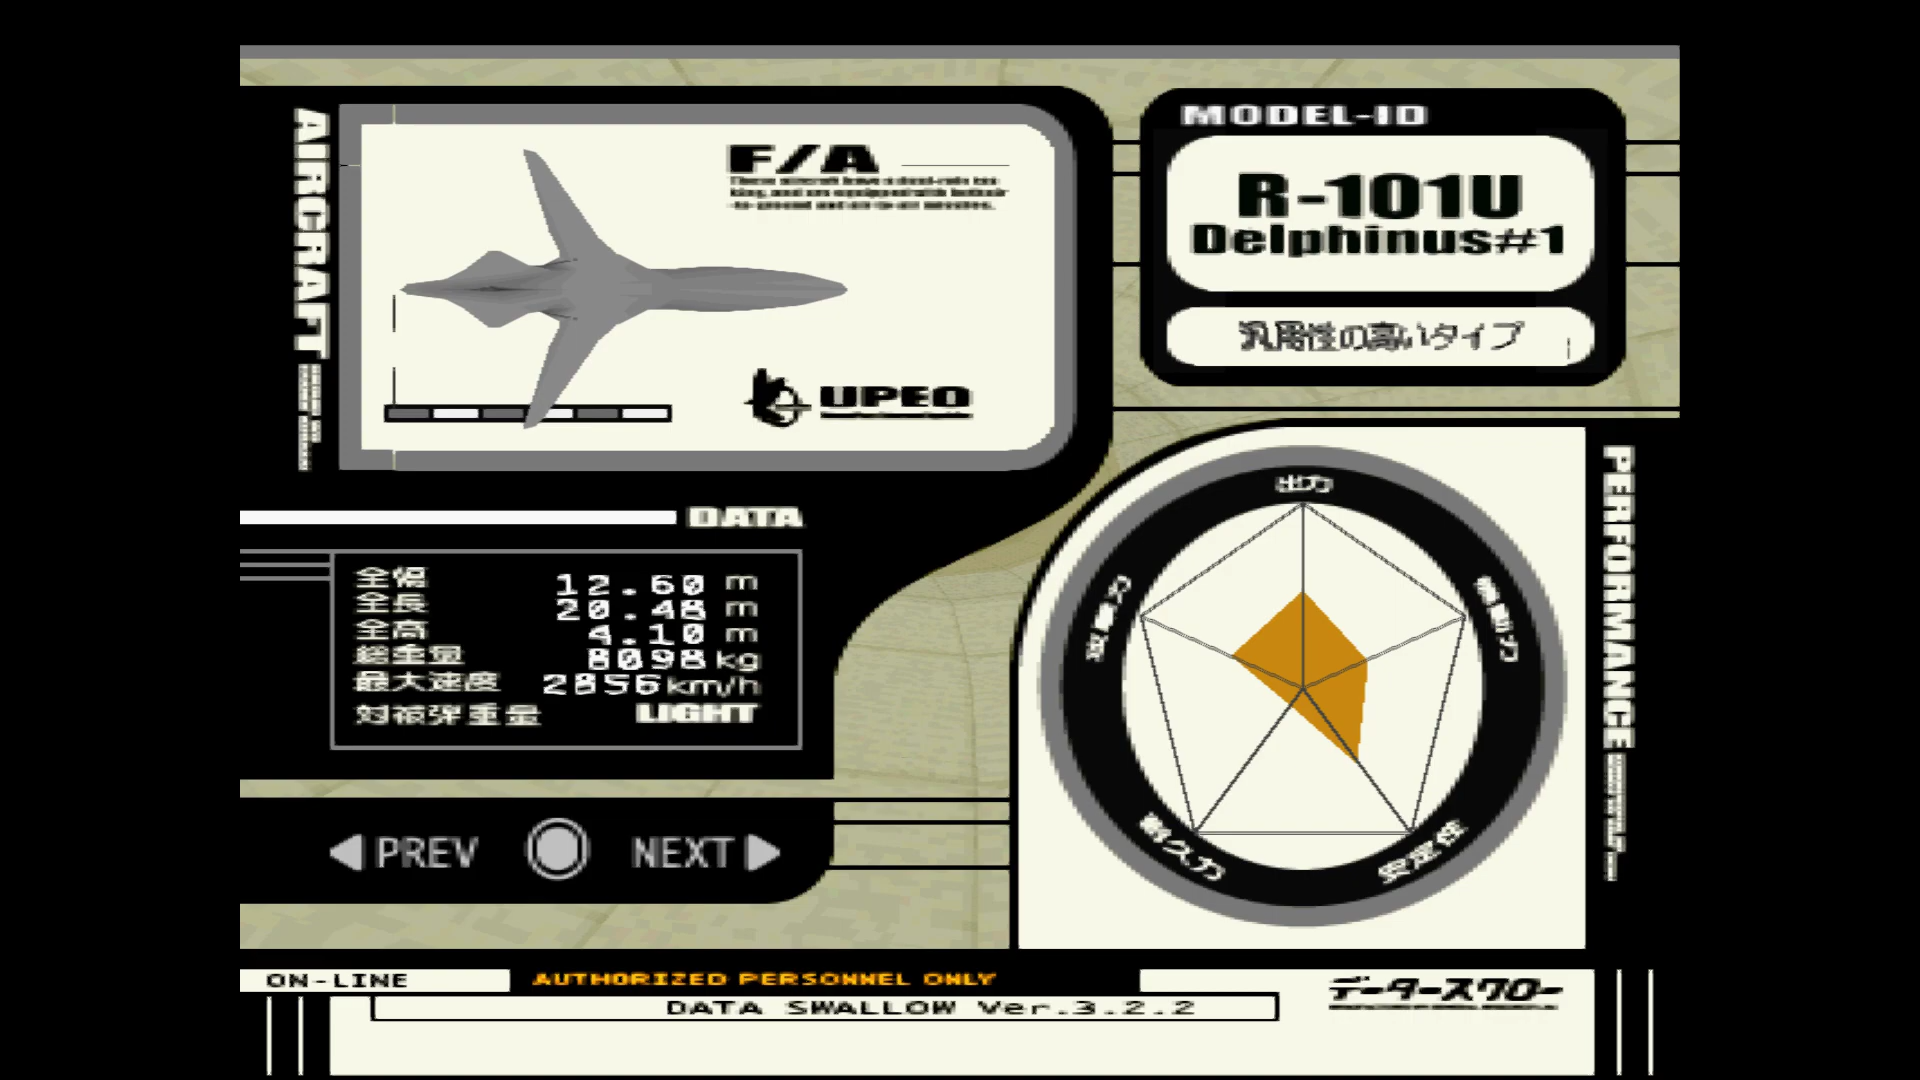 AIRCRAFT
F/A
UPEO
MODEL-ID
R-101U
Delphinus#1
汎用性の高いタイプ
DATA
全幅 12.60 m
全長 20.48 m
全高 4.10 m
総重量 8098 kg
最大速度 2856 km/h
対被弾重量 LIGHT
PREV
NEXT
PERFORMANCE
出力
機動力
安定性
耐久力
攻撃力
ON-LINE
AUTHORIZED PERSONNEL ONLY
DATA SWALLOW Ver.3.2.2
データースワロー